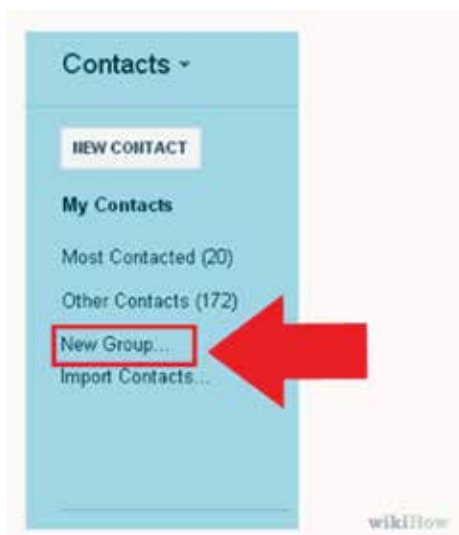 Contacts
NEW CONTACT
My Contacts
Most Contacted (20)
Other Contacts (172)
New Group...
Import Contacts...
wikiHow